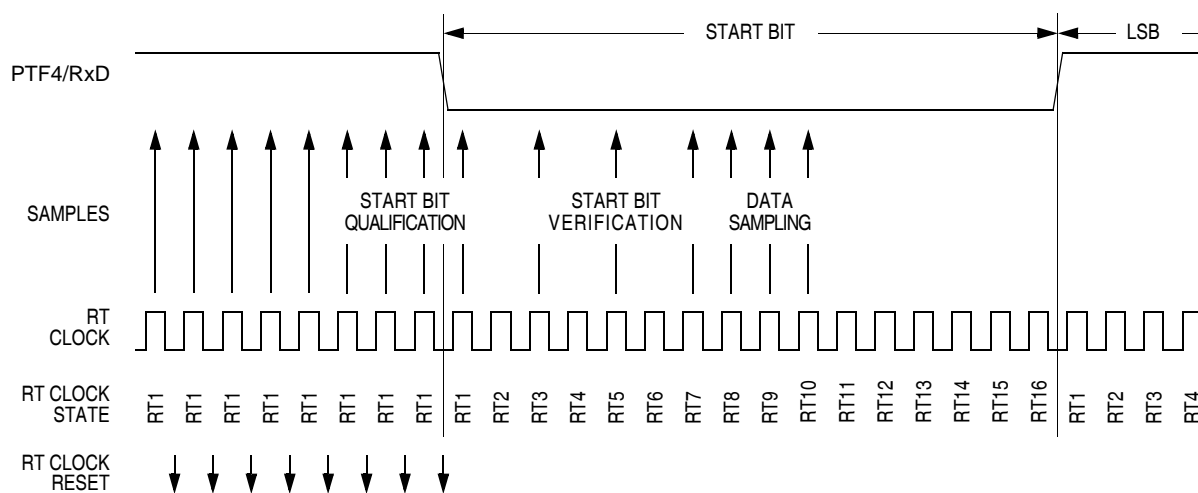 START BIT
LSB
PTF4/RxD
SAMPLES
START BIT
QUALIFICATION
START BIT
VERIFICATION
DATA
SAMPLING
RT
CLOCK
RT CLOCK
STATE
RT1 RT1 RT1 RT1 RT1 RT1 RT1 RT1 RT1 RT2 RT3 RT4 RT5 RT6 RT7 RT8 RT9 RT10 RT11 RT12 RT13 RT14 RT15 RT16 RT1 RT2 RT3 RT4
RT CLOCK
RESET